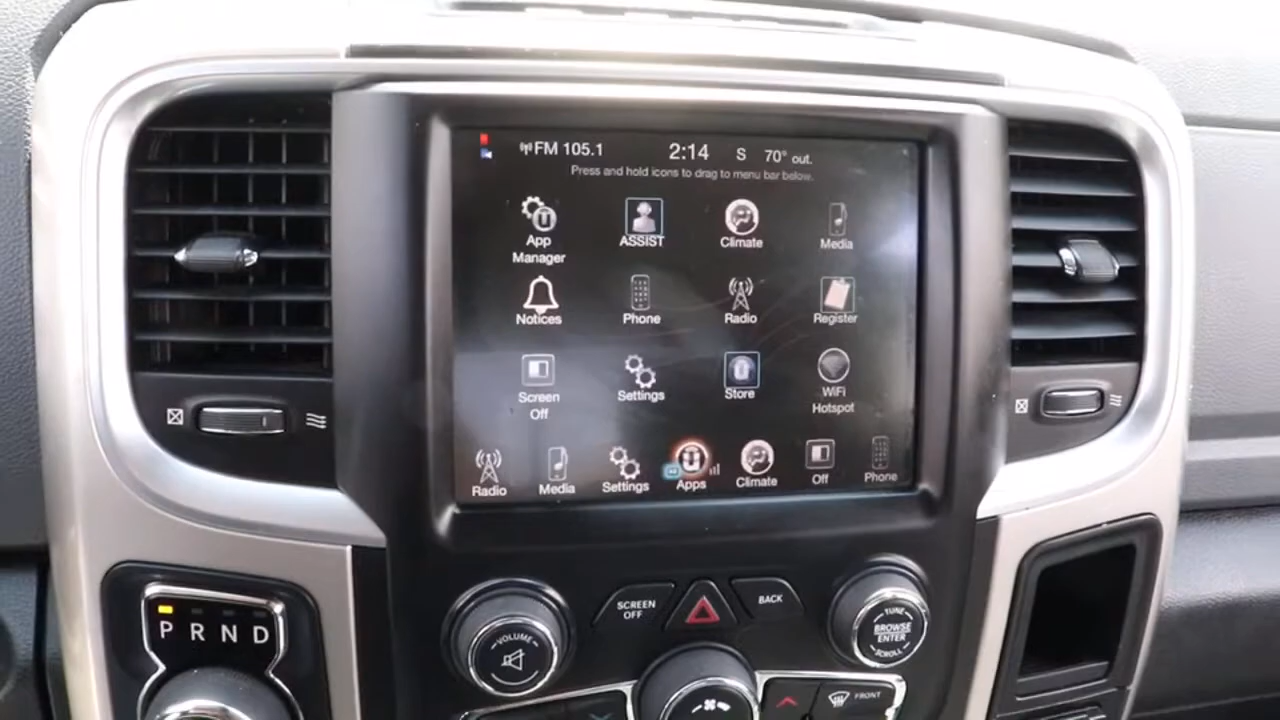 FM 105.1 2:14 S 70° out.
Press and hold icons to drag to menu bar below.
App Manager
ASSIST
Climate
Media
Notices
Phone
Radio
Register
Screen Off
Settings
Store
WiFi Hotspot
Radio Media Settings Apps Climate Off Phone
P R N D
VOLUME
SCREEN OFF
BACK
TUNE
BROWSE
ENTER
SCROLL
FRONT